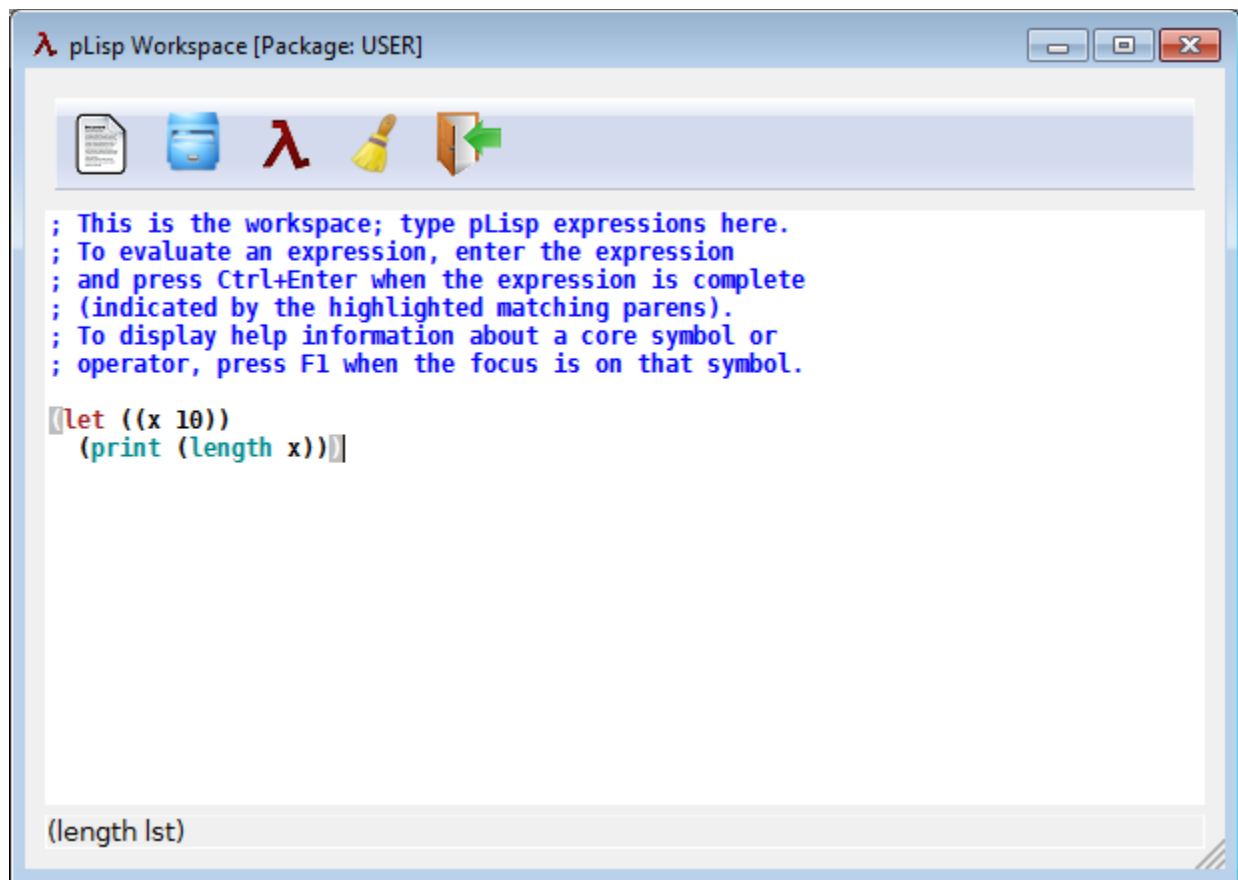 λ pLisp Workspace [Package: USER]
λ
; This is the workspace; type pLisp expressions here.
; To evaluate an expression, enter the expression
; and press Ctrl+Enter when the expression is complete
; (indicated by the highlighted matching parens).
; To display help information about a core symbol or
; operator, press F1 when the focus is on that symbol.
(let ((x 10))
  (print (length x)))
(length lst)